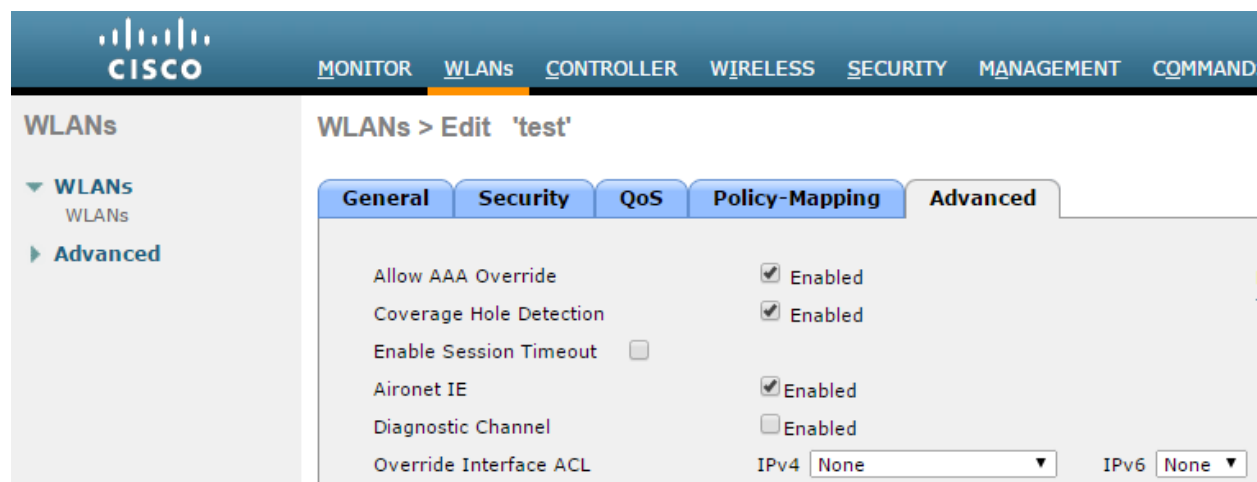 CISCO
MONITOR WLANs CONTROLLER WIRELESS SECURITY MANAGEMENT COMMAND
WLANs
WLANs
WLANs
Advanced
WLANs > Edit 'test'
General Security QoS Policy-Mapping Advanced
Allow AAA Override Enabled
Coverage Hole Detection Enabled
Enable Session Timeout
Aironet IE Enabled
Diagnostic Channel Enabled
Override Interface ACL IPv4 None IPv6 None